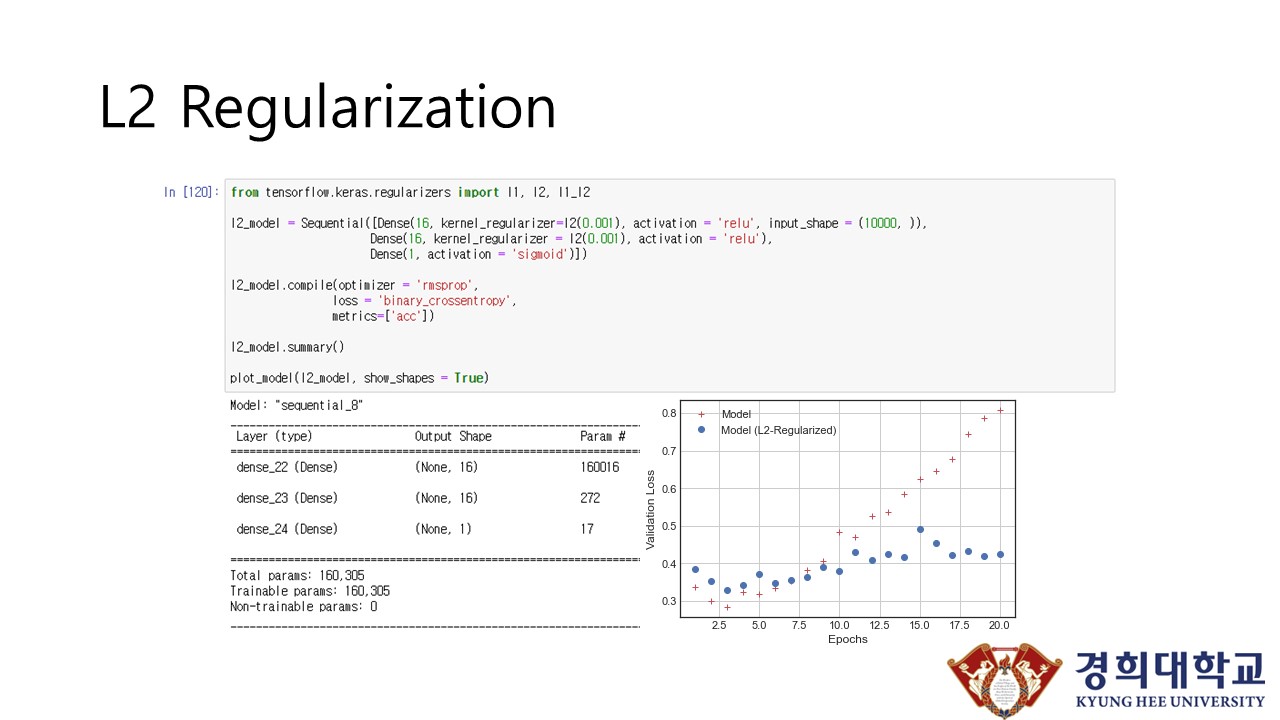 L2 Regularization
In [120]:
from tensorflow.keras.regularizers import l1, l2, l1_l2
l2_model = Sequential([Dense(16, kernel_regularizer=l2(0.001), activation = 'relu', input_shape = (10000, )),
Dense(16, kernel_regularizer = l2(0.001), activation = 'relu'),
Dense(1, activation = 'sigmoid')])
l2_model.compile(optimizer = 'rmsprop',
loss = 'binary_crossentropy',
metrics=['acc'])
l2_model.summary()
plot_model(l2_model, show_shapes = True)
Model: "sequential_8"
Layer (type) Output Shape Param #
dense_22 (Dense) (None, 16) 160016
dense_23 (Dense) (None, 16) 272
dense_24 (Dense) (None, 1) 17
Total params: 160,305
Trainable params: 160,305
Non-trainable params: 0
Model
Model (L2-Regularized)
Validation Loss
0.8
0.7
0.6
0.5
0.4
0.3
2.5 5.0 7.5 10.0 12.5 15.0 17.5 20.0
Epochs
경희대학교
KYUNG HEE UNIVERSITY